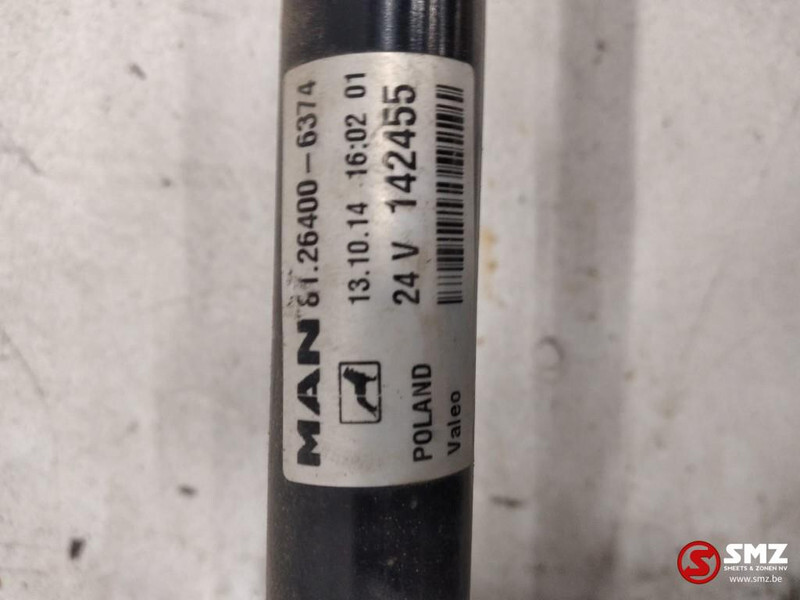 MAN 81.26400-6374
13.10.14 16:02 01
24 V 142455
POLAND
Valeo
SMZ
SMEETS & ZONEN NV
www.smz.be